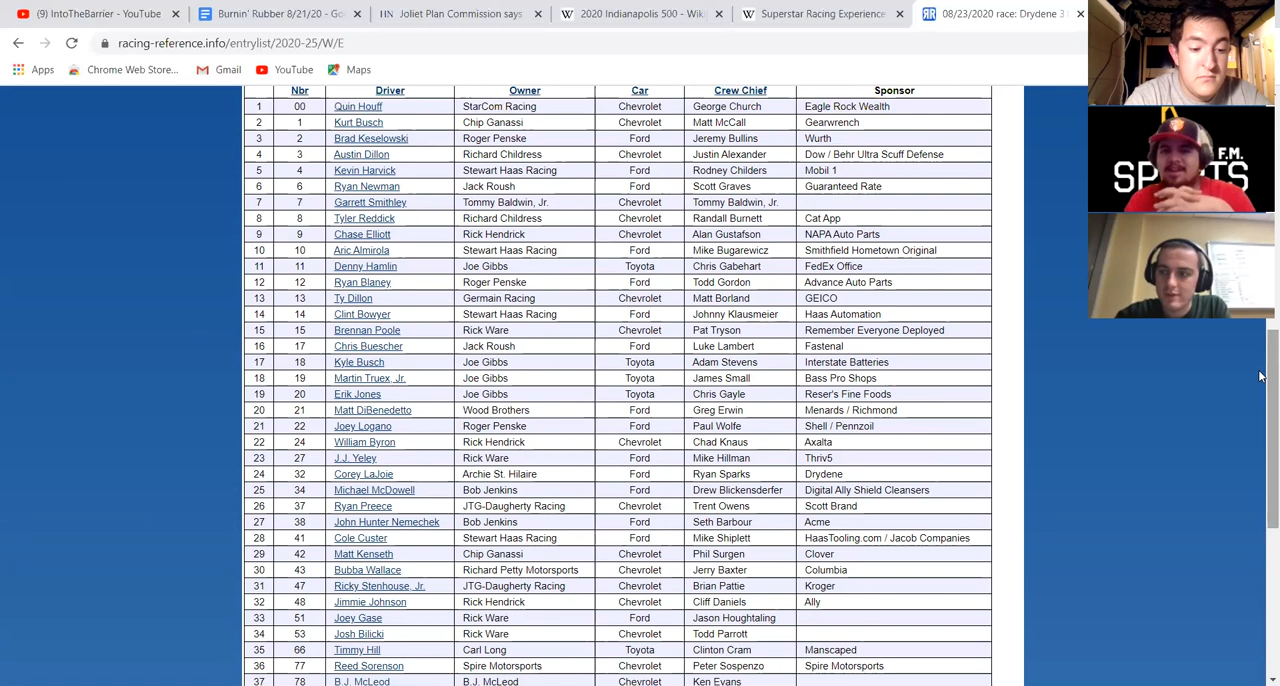 (9) IntoTheBarrier - YouTube × Burnin' Rubber 8/21/20 - Go × HN Joliet Plan Commission says × W 2020 Indianapolis 500 - Wiki × W Superstar Racing Experience × RR 08/23/2020 race: Drydene 3 ×
racing-reference.info/entrylist/2020-25/W/E
Apps Chrome Web Store... Gmail YouTube Maps
Nbr Driver Owner Car Crew Chief Sponsor
1 00 Quin Houff StarCom Racing Chevrolet George Church Eagle Rock Wealth
2 1 Kurt Busch Chip Ganassi Chevrolet Matt McCall Gearwrench
3 2 Brad Keselowski Roger Penske Ford Jeremy Bullins Wurth
4 3 Austin Dillon Richard Childress Chevrolet Justin Alexander Dow / Behr Ultra Scuff Defense
5 4 Kevin Harvick Stewart Haas Racing Ford Rodney Childers Mobil 1
6 6 Ryan Newman Jack Roush Ford Scott Graves Guaranteed Rate
7 7 Garrett Smithley Tommy Baldwin, Jr. Chevrolet Tommy Baldwin, Jr.
8 8 Tyler Reddick Richard Childress Chevrolet Randall Burnett Cat App
9 9 Chase Elliott Rick Hendrick Chevrolet Alan Gustafson NAPA Auto Parts
10 10 Aric Almirola Stewart Haas Racing Ford Mike Bugarewicz Smithfield Hometown Original
11 11 Denny Hamlin Joe Gibbs Toyota Chris Gabehart FedEx Office
12 12 Ryan Blaney Roger Penske Ford Todd Gordon Advance Auto Parts
13 13 Ty Dillon Germain Racing Chevrolet Matt Borland GEICO
14 14 Clint Bowyer Stewart Haas Racing Ford Johnny Klausmeier Haas Automation
15 15 Brennan Poole Rick Ware Chevrolet Pat Tryson Remember Everyone Deployed
16 17 Chris Buescher Jack Roush Ford Luke Lambert Fastenal
17 18 Kyle Busch Joe Gibbs Toyota Adam Stevens Interstate Batteries
18 19 Martin Truex, Jr. Joe Gibbs Toyota James Small Bass Pro Shops
19 20 Erik Jones Joe Gibbs Toyota Chris Gayle Reser's Fine Foods
20 21 Matt DiBenedetto Wood Brothers Ford Greg Erwin Menards / Richmond
21 22 Joey Logano Roger Penske Ford Paul Wolfe Shell / Pennzoil
22 24 William Byron Rick Hendrick Chevrolet Chad Knaus Axalta
23 27 J.J. Yeley Rick Ware Ford Mike Hillman Thriv5
24 32 Corey LaJoie Archie St. Hilaire Ford Ryan Sparks Drydene
25 34 Michael McDowell Bob Jenkins Ford Drew Blickensderfer Digital Ally Shield Cleansers
26 37 Ryan Preece JTG-Daugherty Racing Chevrolet Trent Owens Scott Brand
27 38 John Hunter Nemechek Bob Jenkins Ford Seth Barbour Acme
28 41 Cole Custer Stewart Haas Racing Ford Mike Shiplett HaasTooling.com / Jacob Companies
29 42 Matt Kenseth Chip Ganassi Chevrolet Phil Surgen Clover
30 43 Bubba Wallace Richard Petty Motorsports Chevrolet Jerry Baxter Columbia
31 47 Ricky Stenhouse, Jr. JTG-Daugherty Racing Chevrolet Brian Pattie Kroger
32 48 Jimmie Johnson Rick Hendrick Chevrolet Cliff Daniels Ally
33 51 Joey Gase Rick Ware Ford Jason Houghtaling
34 53 Josh Bilicki Rick Ware Chevrolet Todd Parrott
35 66 Timmy Hill Carl Long Toyota Clinton Cram Manscaped
36 77 Reed Sorenson Spire Motorsports Chevrolet Peter Sospenzo Spire Motorsports
37 78 B.J. McLeod B.J. McLeod Chevrolet Ken Evans
F.M.
SPORTS